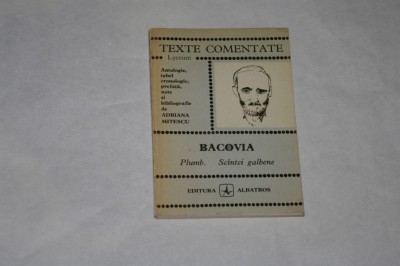 TEXTE COMENTATE
Lyceum
Antologie,
tabel
cronologic,
prefață,
note
și
bibliografie
de
ADRIANA
MITESCU
BACOVIA
Plumb. Scîntei galbene
EDITURA ALBATROS